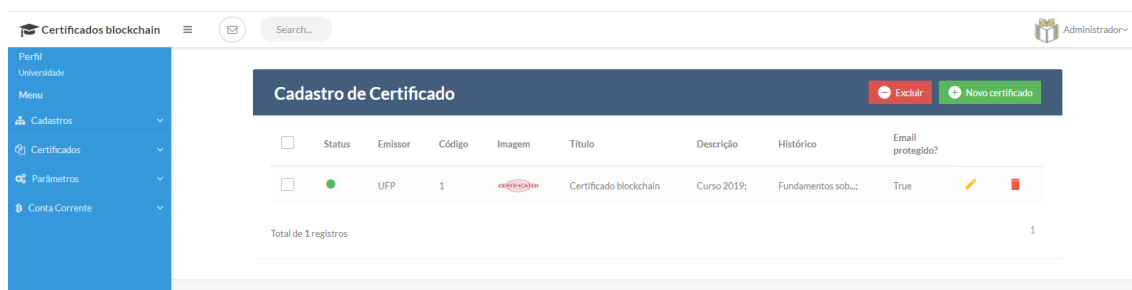 Certificados blockchain
Search...
Administrador
Perfil
Universidade
Menu
Cadastros
Certificados
Parâmetros
Conta Corrente
Cadastro de Certificado
Excluir
Novo certificado
Status Emissor Código Imagem Título Descrição Histórico Email protegido?
UFP 1 CERTIFICATED Certificado blockchain Curso 2019; Fundamentos sob...; True
Total de 1 registros
1